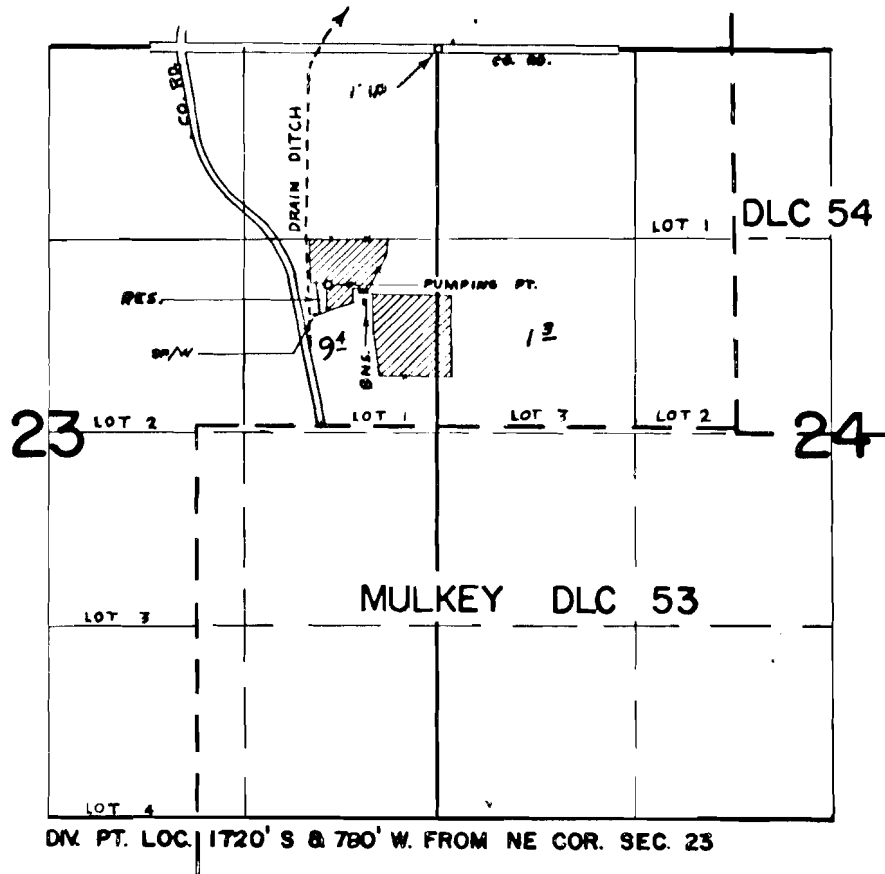 CO. RD.
CO. RD.
1" IP
DRAIN DITCH
DLC 54
LOT 1
PUMPING PT.
RES.
SP/W
9 4
1 3
BNS.
23
LOT 2
LOT 1
LOT 3
LOT 2
24
MULKEY DLC 53
LOT 3
LOT 4
DIV. PT. LOC. 1720' S & 780' W. FROM NE COR. SEC. 23